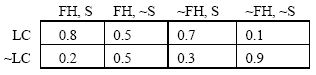 FH, S FH, ~S ~FH, S ~FH, ~S
LC 0.8 0.5 0.7 0.1
~LC 0.2 0.5 0.3 0.9